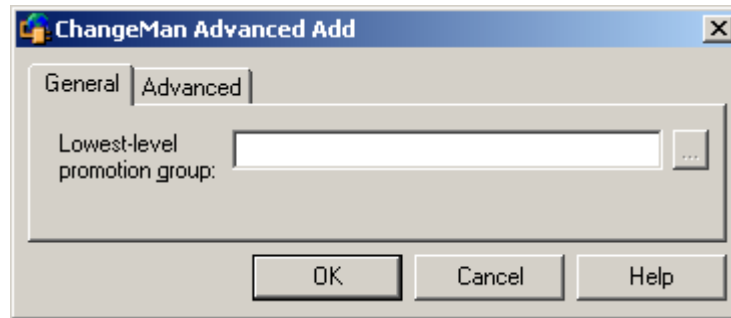 ChangeMan Advanced Add
General Advanced
Lowest-level
promotion group:
...
OK Cancel Help